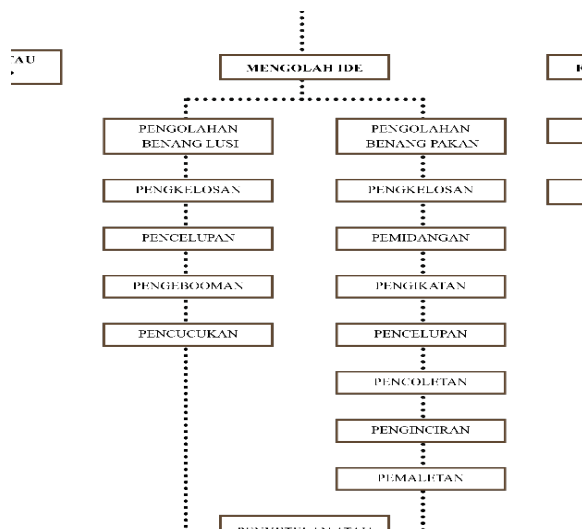 MENGOLAH IDE
PENGOLAHAN
BENANG LUSI
PENGKELOSAN
PENCELUPAN
PENGEBOOMAN
PENCUCUKAN
PENGOLAHAN
BENANG PAKAN
PENGKELOSAN
PEMIDANGAN
PENGIKATAN
PENCELUPAN
PENCOLETAN
PENGINCIRAN
PEMALETAN